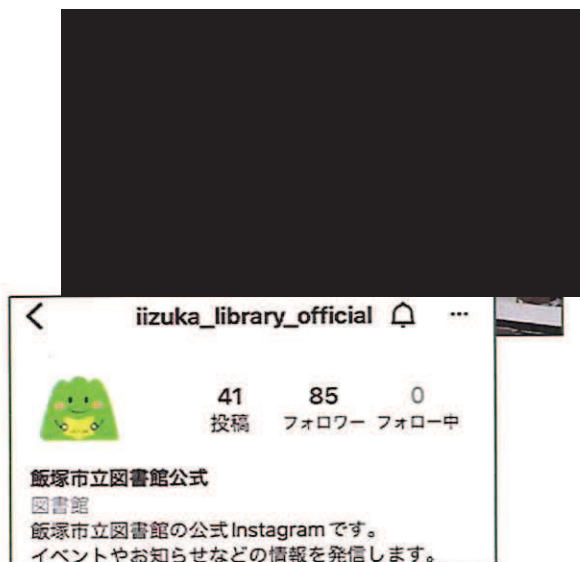 iizuka_library_official
41 85 0
投稿 フォロワー フォロー中
飯塚市立図書館公式
図書館
飯塚市立図書館の公式Instagramです。
イベントやお知らせなどの情報を発信します。